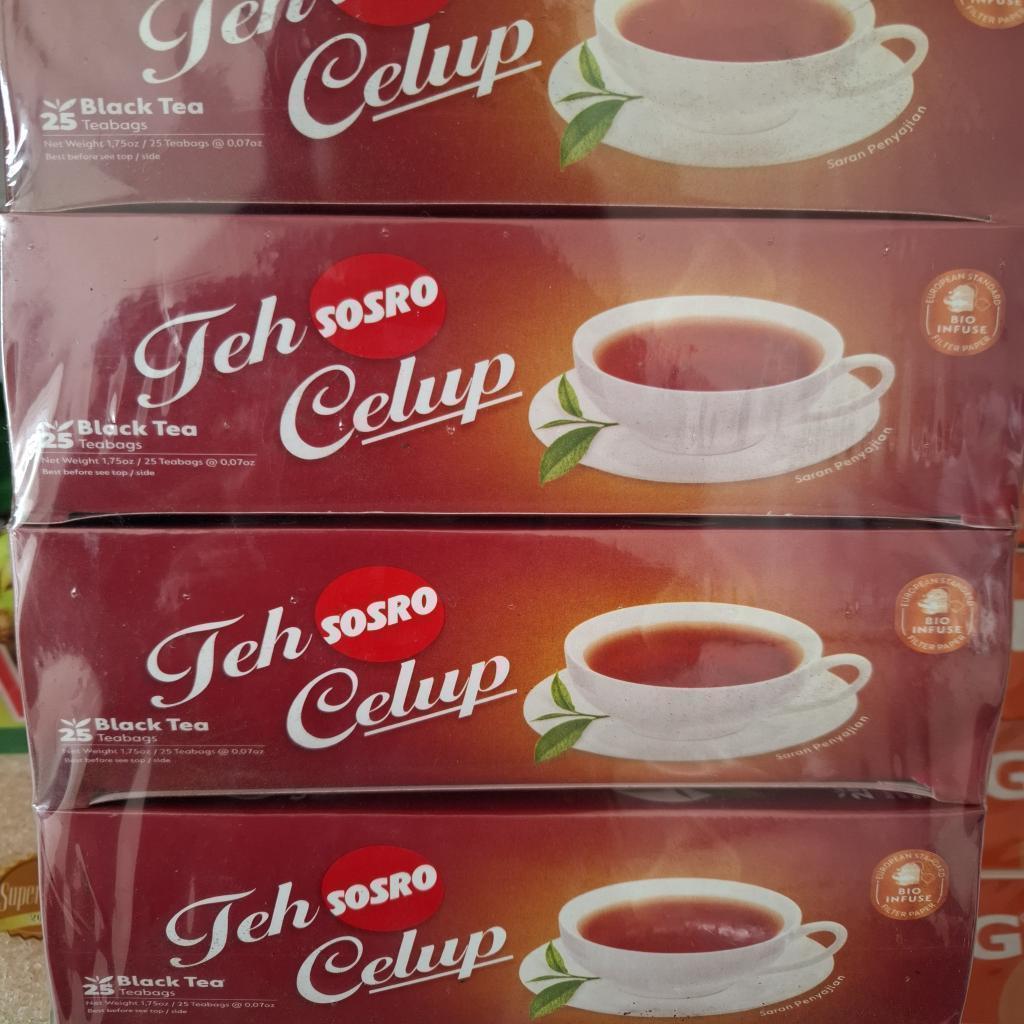 Teh
Celup
INFUSE
FILTER PAPER
25 Black Tea
Teabags
Net Weight 1,75oz / 25 Teabags @ 0,07oz
Best before see top / side
Saran Penyajian
Teh SOSRO
Celup
EUROPEAN STANDARD
BIO
INFUSE
FILTER PAPER
25 Black Tea
Teabags
Net Weight 1,75oz / 25 Teabags @ 0,07oz
Best before see top / side
Saran Penyajian
Teh SOSRO
Celup
EUROPEAN STANDARD
BIO
INFUSE
FILTER PAPER
25 Black Tea
Teabags
Net Weight 1,75oz / 25 Teabags @ 0,07oz
Best before see top / side
Saran Penyajian
G
Teh SOSRO
Celup
EUROPEAN STANDARD
BIO
INFUSE
FILTER PAPER
Super
25 Black Tea
Teabags
Net Weight 1,75oz / 25 Teabags @ 0,07oz
Best before see top / side
Saran Penyajian
G